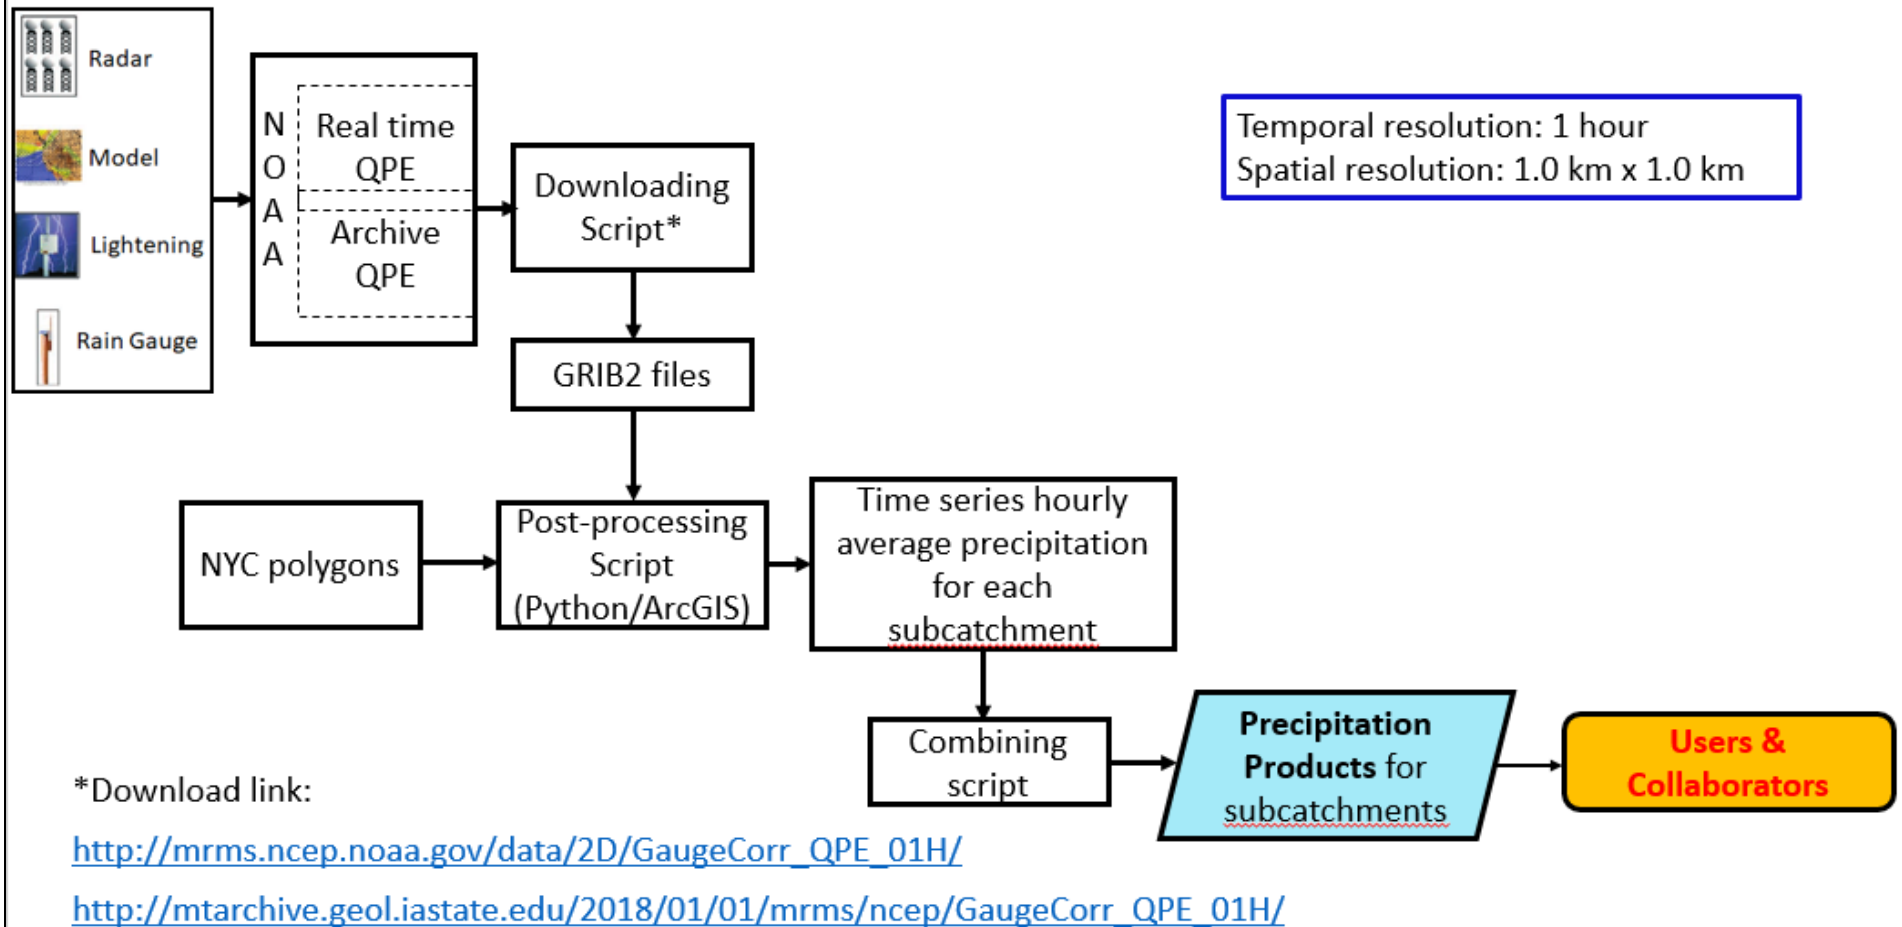 Radar
Model
Lightening
Rain Gauge
N
O
A
A
Real time
QPE
Archive
QPE
Downloading
Script*
GRIB2 files
Temporal resolution: 1 hour
Spatial resolution: 1.0 km x 1.0 km
NYC polygons
Post-processing
Script
(Python/ArcGIS)
Time series hourly
average precipitation
for each
subcatchment
Combining
script
Precipitation
Products for
subcatchments
Users &
Collaborators
*Download link:
http://mrms.ncep.noaa.gov/data/2D/GaugeCorr_QPE_01H/
http://mtarchive.geol.iastate.edu/2018/01/01/mrms/ncep/GaugeCorr_QPE_01H/